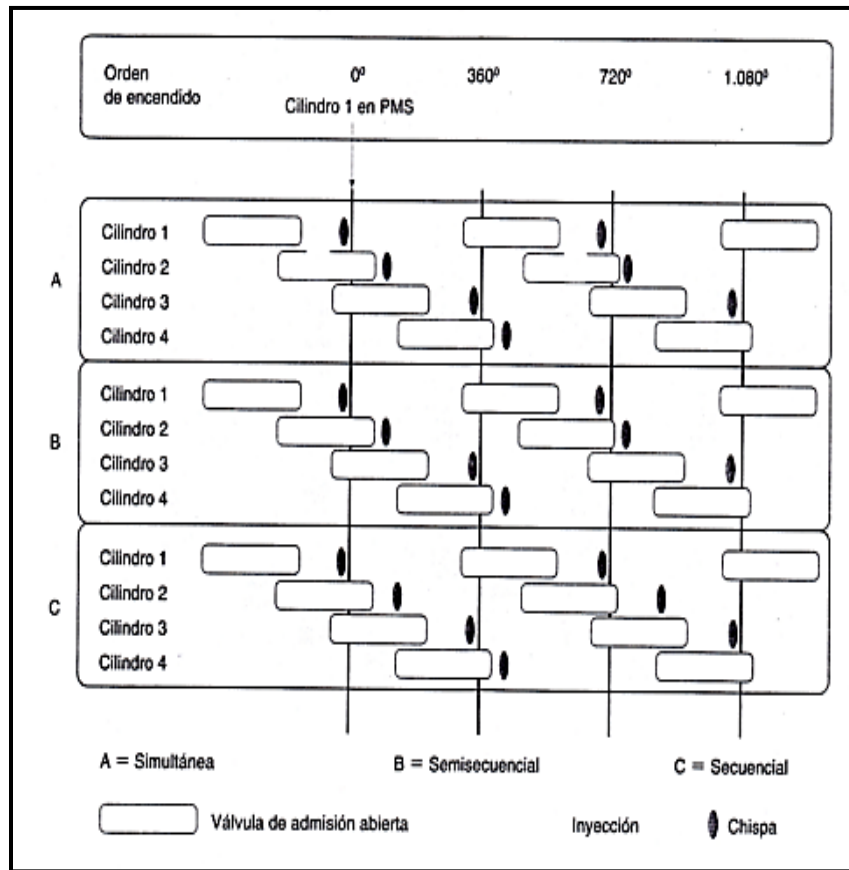 Orden 0º 360º 720º 1.080º
de encendido
Cilindro 1 en PMS
A
Cilindro 1
Cilindro 2
Cilindro 3
Cilindro 4
B
Cilindro 1
Cilindro 2
Cilindro 3
Cilindro 4
C
Cilindro 1
Cilindro 2
Cilindro 3
Cilindro 4
A = Simultánea B = Semisecuencial C = Secuencial
Válvula de admisión abierta Inyección Chispa